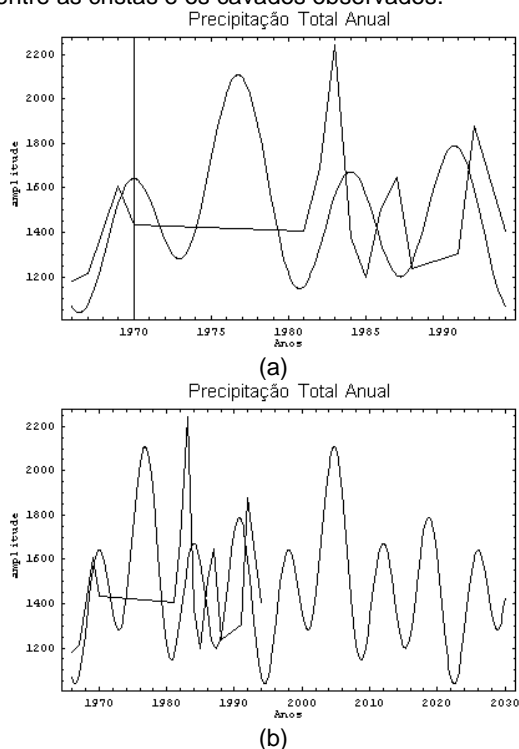 entre as cristas e os cavados observados.
Precipitação Total Anual
2200
2000
1800
1600
1400
1200
amplitude
1970 1975 1980 1985 1990
Anos
(a)
Precipitação Total Anual
2200
2000
1800
1600
1400
1200
amplitude
1970 1980 1990 2000 2010 2020 2030
Anos
(b)